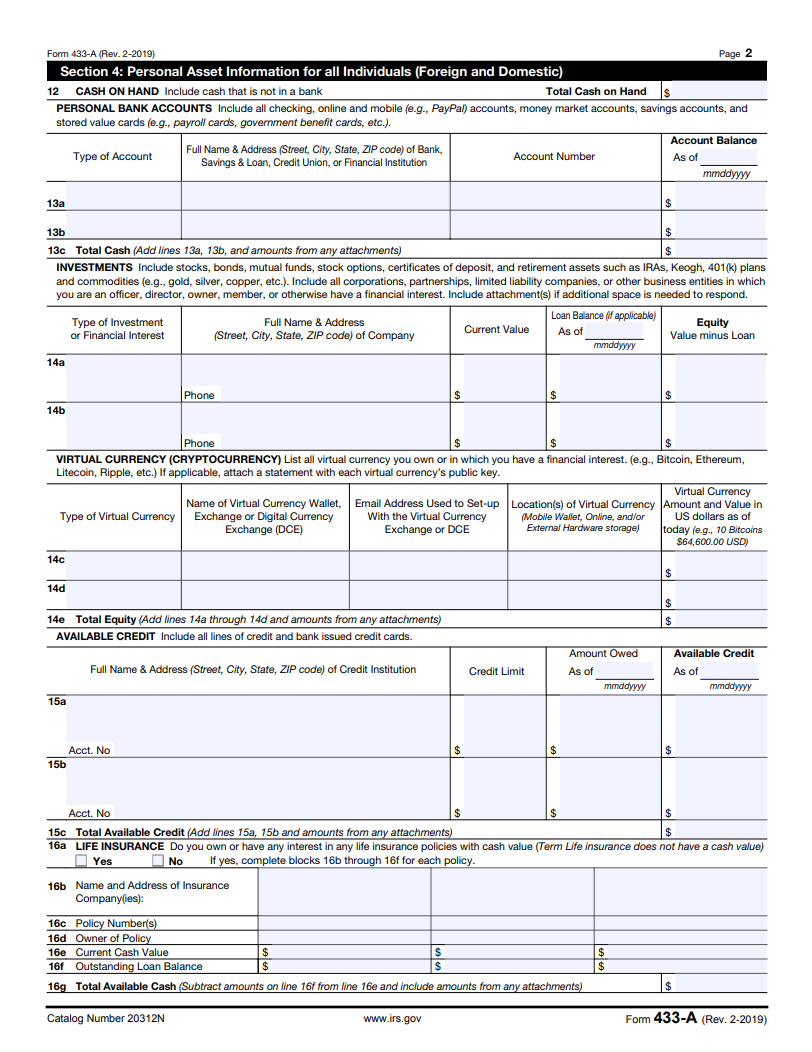 Form 433-A (Rev. 2-2019) Page 2
Section 4: Personal Asset Information for all Individuals (Foreign and Domestic)
12 CASH ON HAND Include cash that is not in a bank Total Cash on Hand $
PERSONAL BANK ACCOUNTS Include all checking, online and mobile (e.g., PayPal) accounts, money market accounts, savings accounts, and
stored value cards (e.g., payroll cards, government benefit cards, etc.).
Type of Account
Full Name & Address (Street, City, State, ZIP code) of Bank,
Savings & Loan, Credit Union, or Financial Institution
Account Number
Account Balance
As of
mmddyyyy
13a $
13b $
13c Total Cash (Add lines 13a, 13b, and amounts from any attachments) $
INVESTMENTS Include stocks, bonds, mutual funds, stock options, certificates of deposit, and retirement assets such as IRAs, Keogh, 401(k) plans
and commodities (e.g., gold, silver, copper, etc.). Include all corporations, partnerships, limited liability companies, or other business entities in which
you are an officer, director, owner, member, or otherwise have a financial interest. Include attachment(s) if additional space is needed to respond.
Type of Investment
or Financial Interest
Full Name & Address
(Street, City, State, ZIP code) of Company
Current Value
Loan Balance (if applicable)
As of
mmddyyyy
Equity
Value minus Loan
14a
Phone $ $ $
14b
Phone $ $ $
VIRTUAL CURRENCY (CRYPTOCURRENCY) List all virtual currency you own or in which you have a financial interest. (e.g., Bitcoin, Ethereum,
Litecoin, Ripple, etc.) If applicable, attach a statement with each virtual currency's public key.
Type of Virtual Currency
Name of Virtual Currency Wallet,
Exchange or Digital Currency
Exchange (DCE)
Email Address Used to Set-up
With the Virtual Currency
Exchange or DCE
Location(s) of Virtual Currency
(Mobile Wallet, Online, and/or
External Hardware storage)
Virtual Currency
Amount and Value in
US dollars as of
today (e.g., 10 Bitcoins
$64,600.00 USD)
14c $
14d $
14e Total Equity (Add lines 14a through 14d and amounts from any attachments) $
AVAILABLE CREDIT Include all lines of credit and bank issued credit cards.
Full Name & Address (Street, City, State, ZIP code) of Credit Institution
Credit Limit
Amount Owed
As of
mmddyyyy
Available Credit
As of
mmddyyyy
15a
Acct. No $ $ $
15b
Acct. No $ $ $
15c Total Available Credit (Add lines 15a, 15b and amounts from any attachments) $
16a LIFE INSURANCE Do you own or have any interest in any life insurance policies with cash value (Term Life insurance does not have a cash value)
Yes No If yes, complete blocks 16b through 16f for each policy.
16b Name and Address of Insurance
Company(ies):
16c Policy Number(s)
16d Owner of Policy
16e Current Cash Value $ $ $
16f Outstanding Loan Balance $ $ $
16g Total Available Cash (Subtract amounts on line 16f from line 16e and include amounts from any attachments) $
Catalog Number 20312N www.irs.gov Form 433-A (Rev. 2-2019)